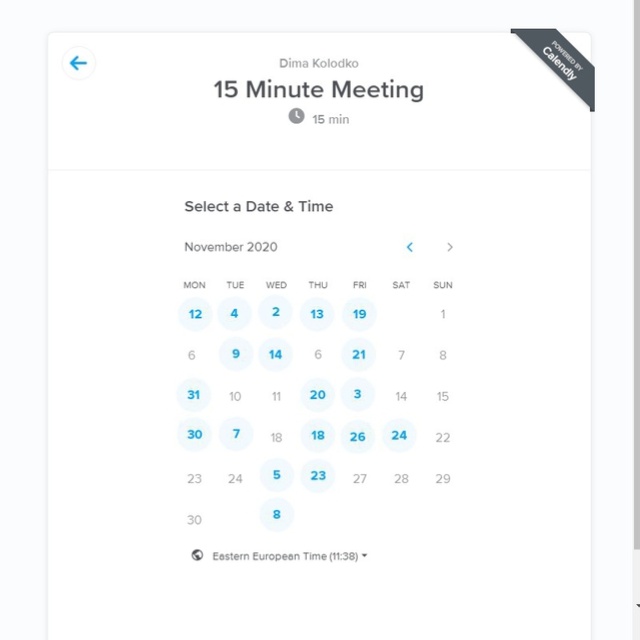 POWERED BY
Calendly
Dima Kolodko
15 Minute Meeting
15 min
Select a Date & Time
November 2020
MON TUE WED THU FRI SAT SUN
12 4 2 13 19 1
6 9 14 6 21 7 8
31 10 11 20 3 14 15
30 7 18 18 26 24 22
23 24 5 23 27 28 29
30 8
Eastern European Time (11:38)